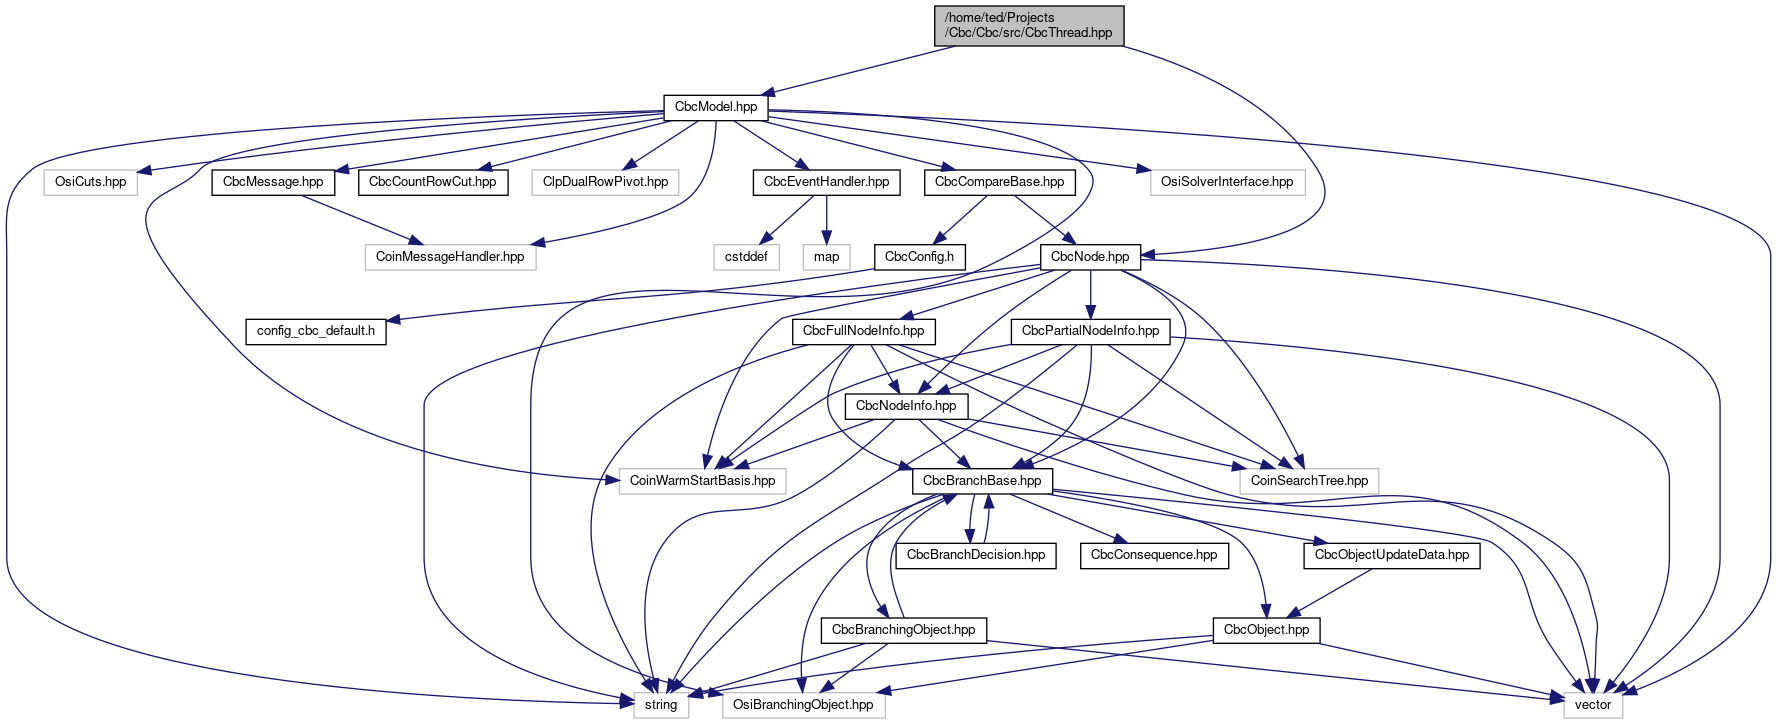 /home/ted/Projects
/Cbc/Cbc/src/CbcThread.hpp
CbcModel.hpp
OsiCuts.hpp
CbcMessage.hpp
CbcCountRowCut.hpp
ClpDualRowPivot.hpp
CbcEventHandler.hpp
CbcCompareBase.hpp
OsiSolverInterface.hpp
CoinMessageHandler.hpp
cstddef
map
CbcConfig.h
CbcNode.hpp
config_cbc_default.h
CbcFullNodeInfo.hpp
CbcPartialNodeInfo.hpp
CbcNodeInfo.hpp
CoinWarmStartBasis.hpp
CbcBranchBase.hpp
CoinSearchTree.hpp
CbcBranchDecision.hpp
CbcConsequence.hpp
CbcObjectUpdateData.hpp
CbcBranchingObject.hpp
CbcObject.hpp
string
OsiBranchingObject.hpp
vector